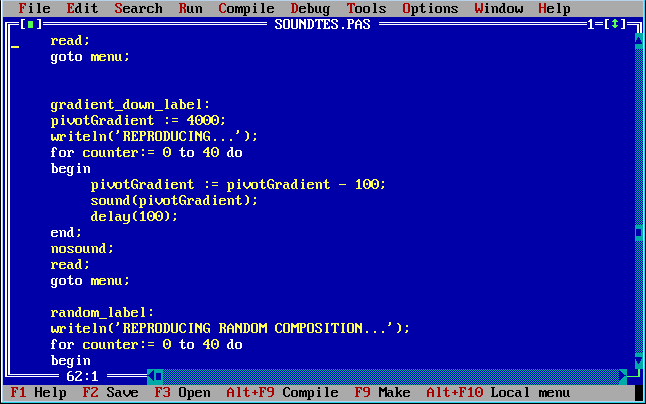 File Edit Search Run Compile Debug Tools Options Window Help
[■] SOUNDTES.PAS 1=[↕]
read;
goto menu;
gradient_down_label:
pivotGradient := 4000;
writeln('REPRODUCING...');
for counter:= 0 to 40 do
begin
pivotGradient := pivotGradient - 100;
sound(pivotGradient);
delay(100);
end;
nosound;
read;
goto menu;
random_label:
writeln('REPRODUCING RANDOM COMPOSITION...');
for counter:= 0 to 40 do
begin
62:1
F1 Help F2 Save F3 Open Alt+F9 Compile F9 Make Alt+F10 Local menu